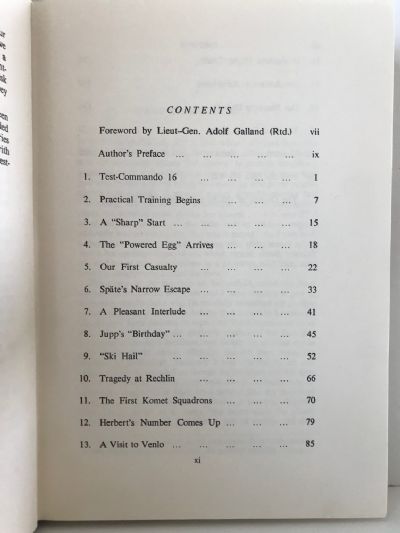 CONTENTS
Foreword by Lieut-Gen. Adolf Galland (Rtd.) vii
Author's Preface ... ... ... ... ... ix
1. Test-Commando 16 ... ... ... ... 1
2. Practical Training Begins ... ... ... 7
3. A "Sharp" Start ... ... ... ... 15
4. The "Powered Egg" Arrives ... ... ... 18
5. Our First Casualty ... ... ... ... 22
6. Späte's Narrow Escape ... ... ... ... 33
7. A Pleasant Interlude ... ... ... ... 41
8. Jupp's "Birthday" ... ... ... ... ... 45
9. "Ski Hail" ... ... ... ... 52
10. Tragedy at Rechlin ... ... ... ... 66
11. The First Komet Squadrons ... ... ... 70
12. Herbert's Number Comes Up ... ... ... 79
13. A Visit to Venlo ... ... ... ... ... 85
xi